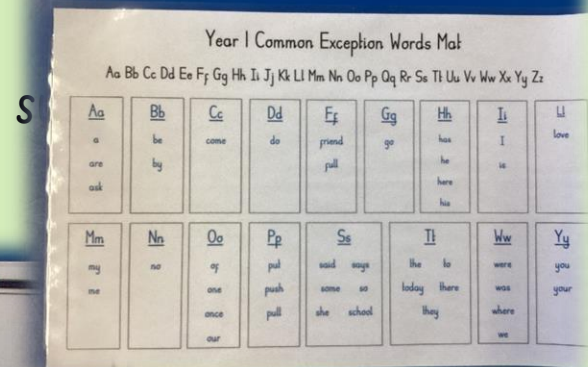 S
Year 1 Common Exception Words Mat
Aa Bb Cc Dd Ee Ff Gg Hh Ii Jj Kk Ll Mm Nn Oo Pp Qq Rr Ss Tt Uu Vv Ww Xx Yy Zz
Aa
a
are
ask
Bb
be
by
Cc
come
Dd
do
Ff
friend
full
Gg
go
Hh
has
he
here
his
Ii
I
is
Ll
love
Mm
my
me
Nn
no
Oo
of
one
once
our
Pp
put
push
pull
Ss
said says
some so
she school
Tt
the to
today there
they
Ww
were
was
where
we
Yy
you
your